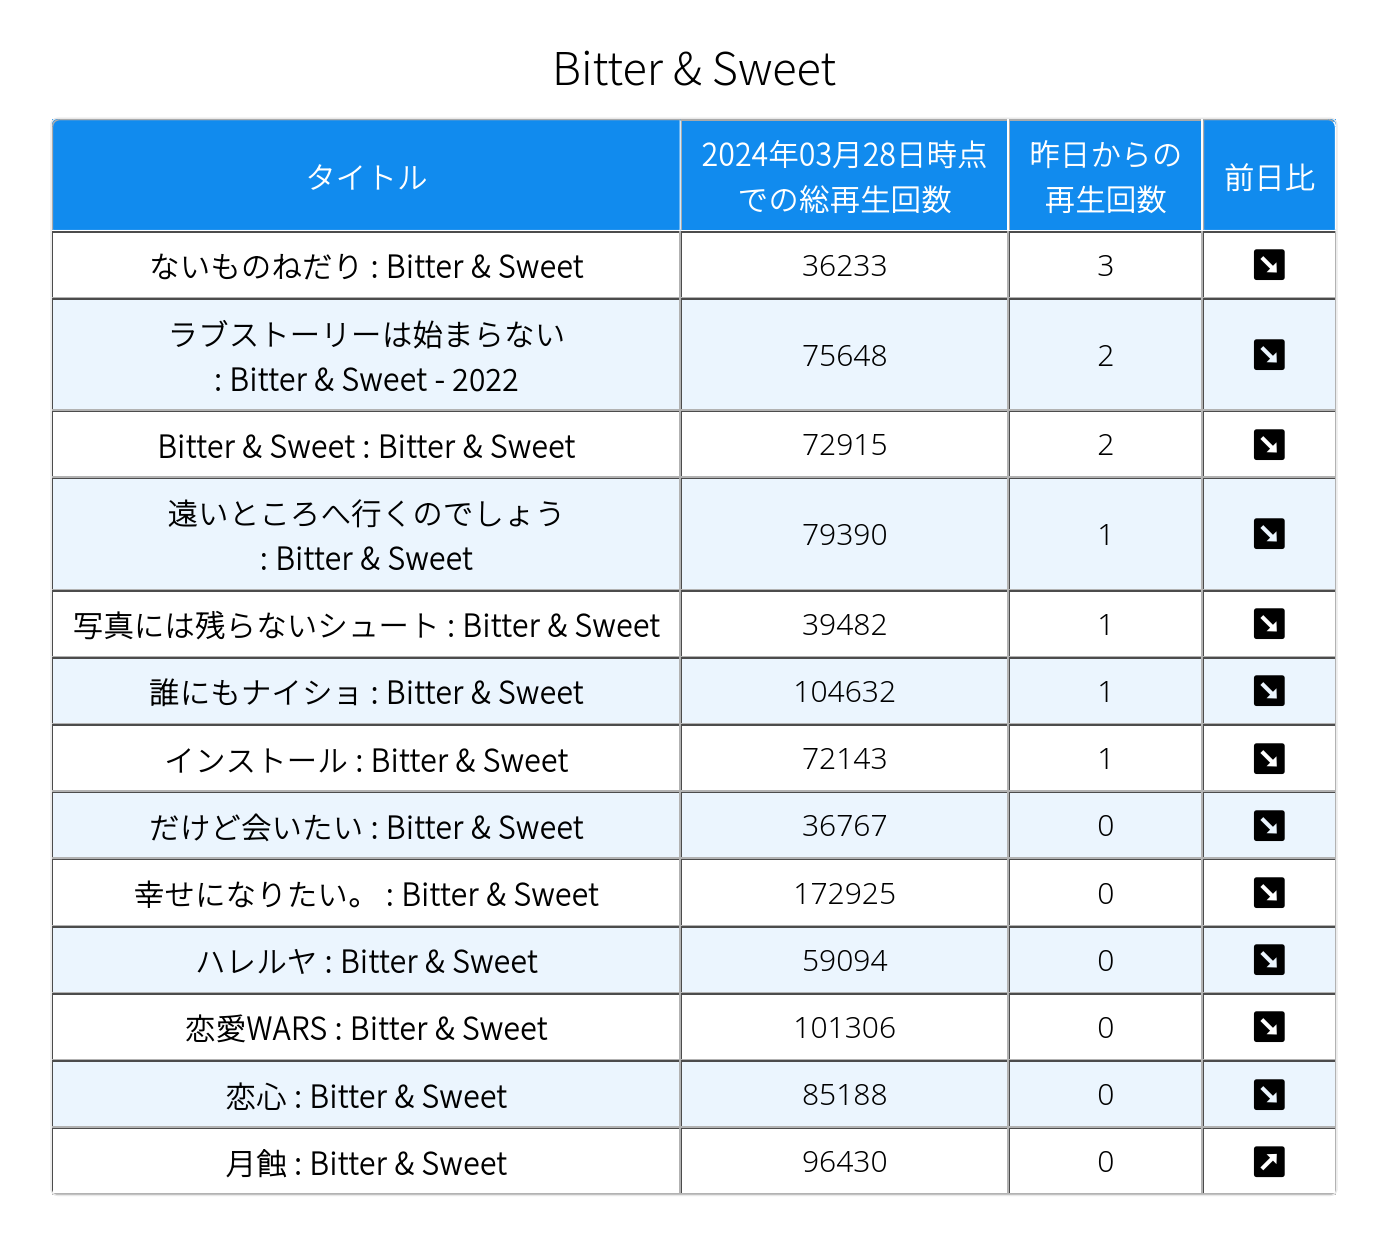 Bitter & Sweet
タイトル
2024年03月28日時点
での総再生回数
昨日からの
再生回数
前日比
ないものねだり : Bitter & Sweet
36233
3
ラブストーリーは始まらない
: Bitter & Sweet - 2022
75648
2
Bitter & Sweet : Bitter & Sweet
72915
2
遠いところへ行くのでしょう
: Bitter & Sweet
79390
1
写真には残らないシュート : Bitter & Sweet
39482
1
誰にもナイショ : Bitter & Sweet
104632
1
インストール : Bitter & Sweet
72143
1
だけど会いたい : Bitter & Sweet
36767
0
幸せになりたい。 : Bitter & Sweet
172925
0
ハレルヤ : Bitter & Sweet
59094
0
恋愛WARS : Bitter & Sweet
101306
0
恋心 : Bitter & Sweet
85188
0
月蝕 : Bitter & Sweet
96430
0